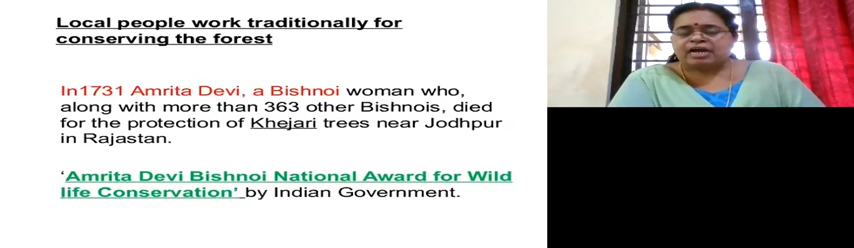 Local people work traditionally for
conserving the forest
In1731 Amrita Devi, a Bishnoi woman who,
along with more than 363 other Bishnois, died
for the protection of Khejari trees near Jodhpur
in Rajastan.
‘Amrita Devi Bishnoi National Award for Wild
life Conservation’ by Indian Government.